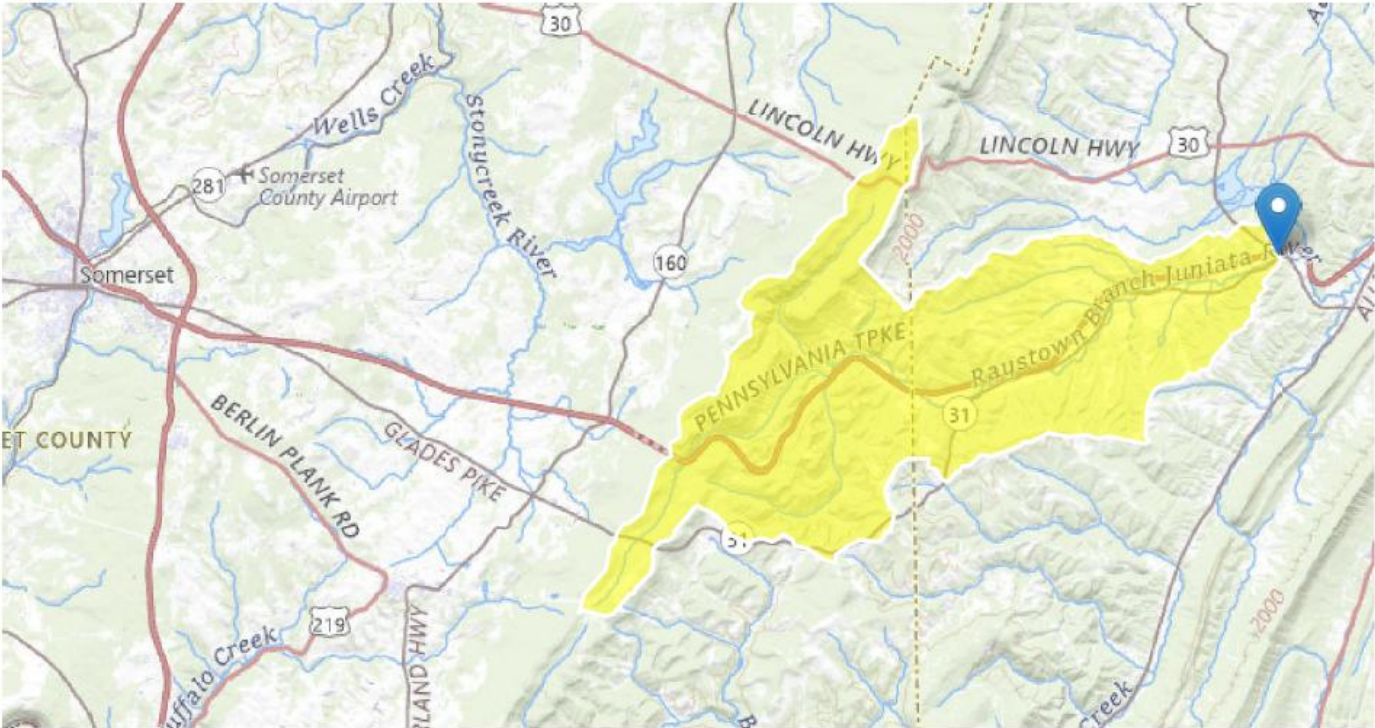 30
Wells Creek
Stonycreek River
LINCOLN HWY
LINCOLN HWY
30
281
Somerset
County Airport
2000
160
Somerset
Raystown Branch Juniata River
PENNSYLVANIA TPKE
31
BERLIN PLANK RD
ET COUNTY
GLADES PIKE
31
219
2000
LAND HWY
uffalo Creek
Creek
B